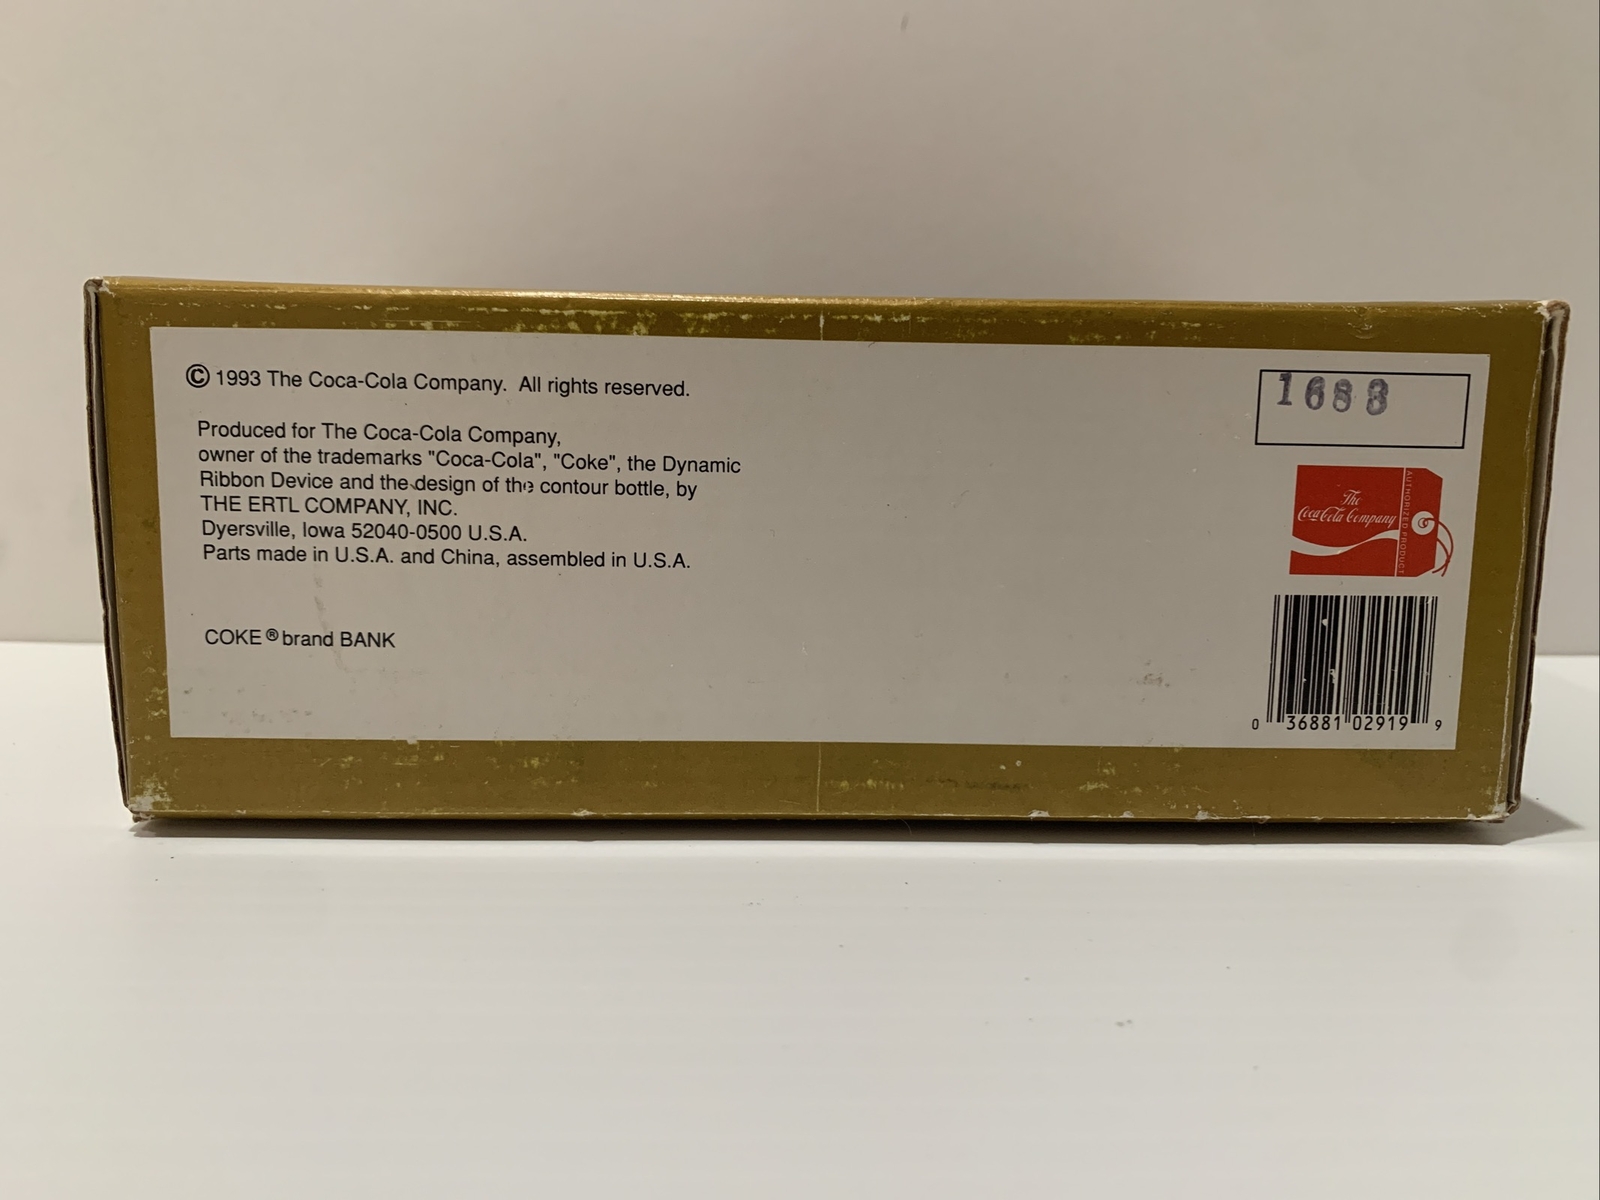 © 1993 The Coca-Cola Company. All rights reserved.
Produced for The Coca-Cola Company,
owner of the trademarks "Coca-Cola", "Coke", the Dynamic
Ribbon Device and the design of the contour bottle, by
THE ERTL COMPANY, INC.
Dyersville, Iowa 52040-0500 U.S.A.
Parts made in U.S.A. and China, assembled in U.S.A.
COKE® brand BANK
The
Coca-Cola Company
AUTHORIZED PRODUCT
0 36881 02919 9